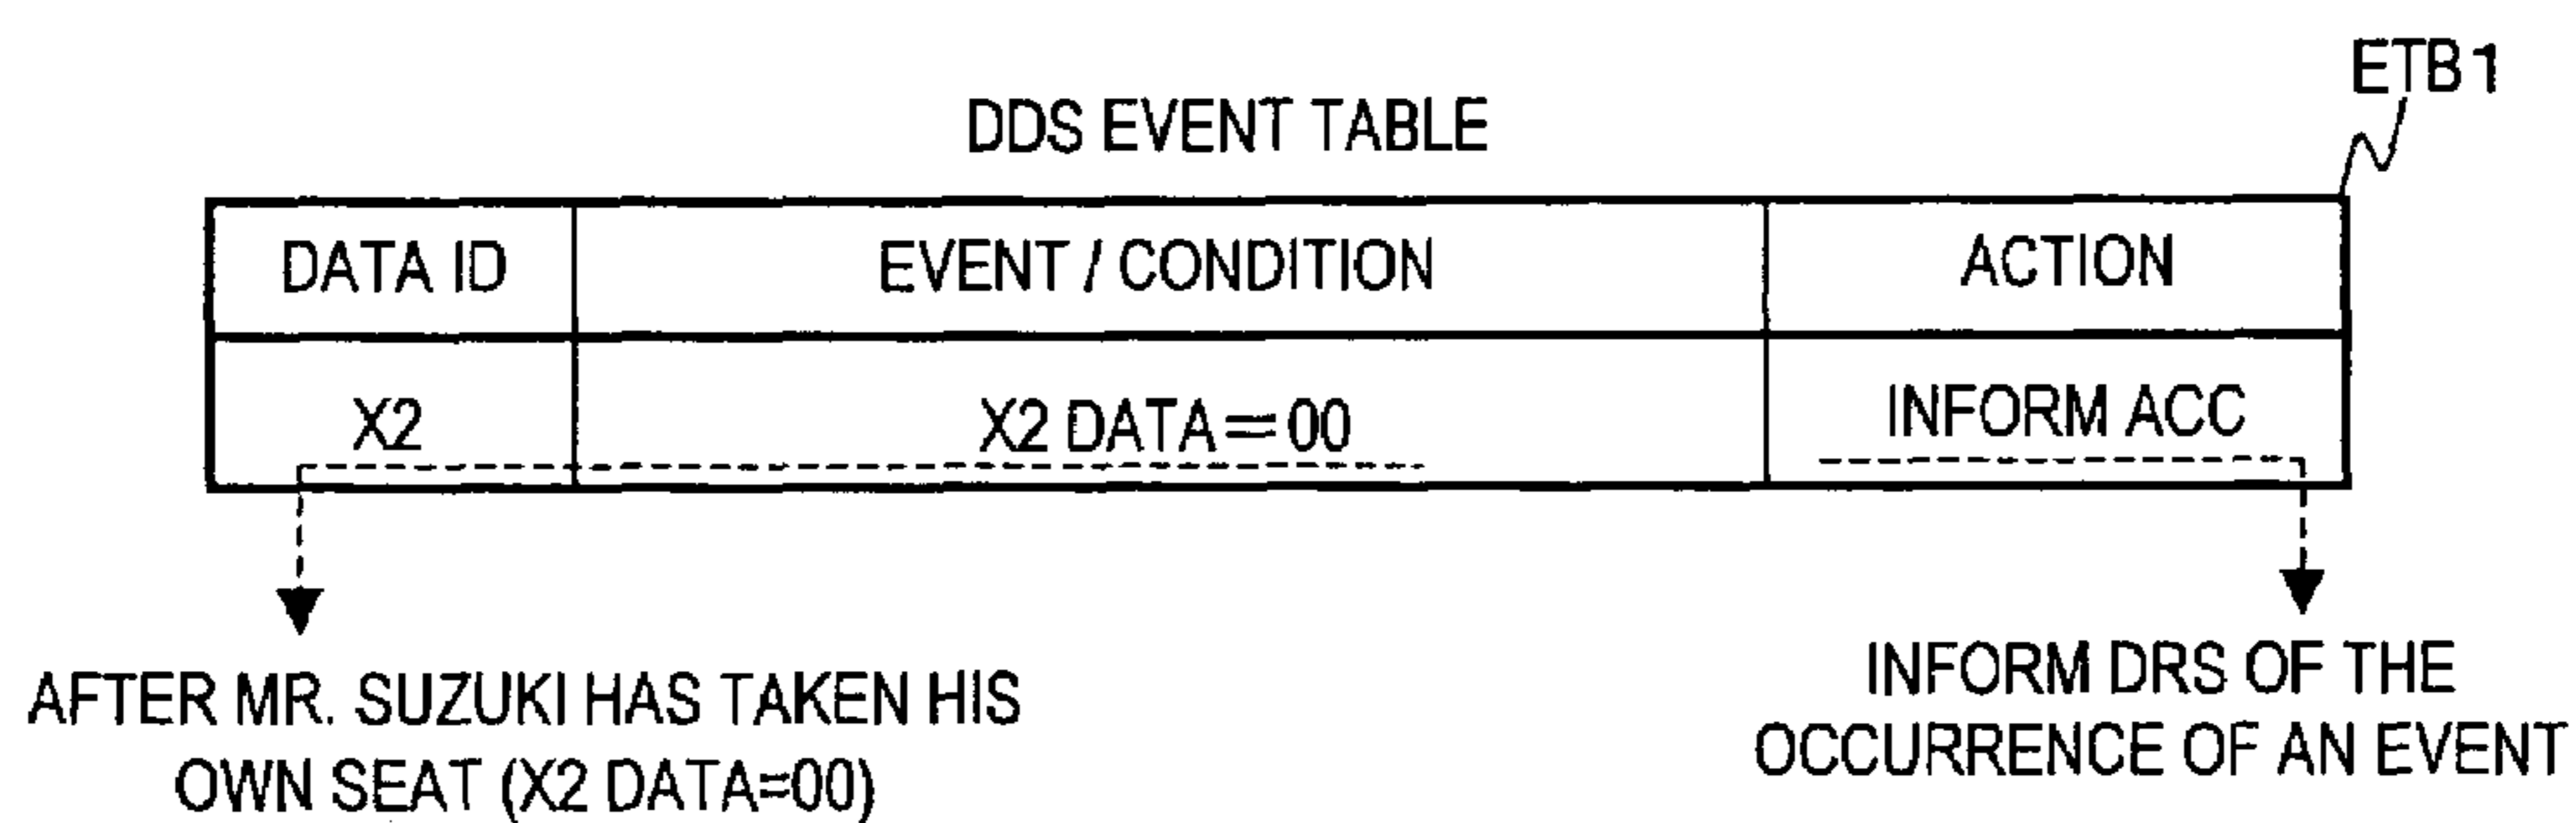 ETB1
DDS EVENT TABLE
DATA ID EVENT / CONDITION ACTION
X2 X2 DATA=00 INFORM ACC
AFTER MR. SUZUKI HAS TAKEN HIS
OWN SEAT (X2 DATA=00)
INFORM DRS OF THE
OCCURRENCE OF AN EVENT